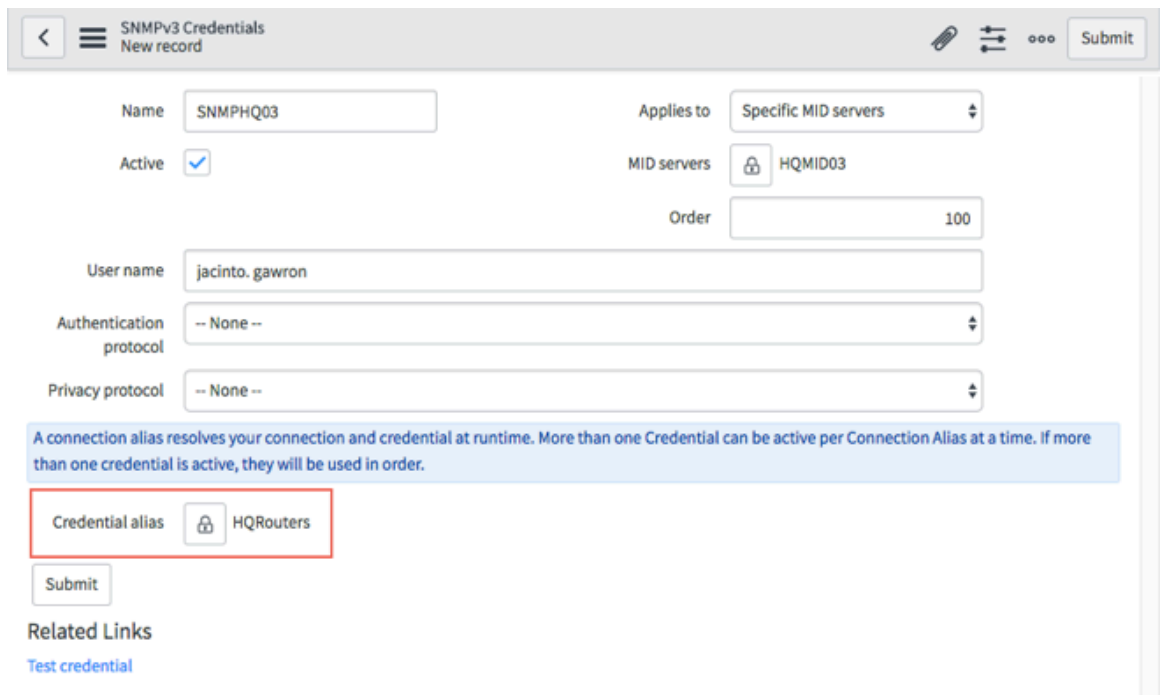 SNMPv3 Credentials
New record
Submit
Name SNMPHQ03
Applies to Specific MID servers
Active
MID servers HQMID03
Order 100
User name jacinto. gawron
Authentication
protocol
-- None --
Privacy protocol -- None --
A connection alias resolves your connection and credential at runtime. More than one Credential can be active per Connection Alias at a time. If more
than one credential is active, they will be used in order.
Credential alias HQRouters
Submit
Related Links
Test credential